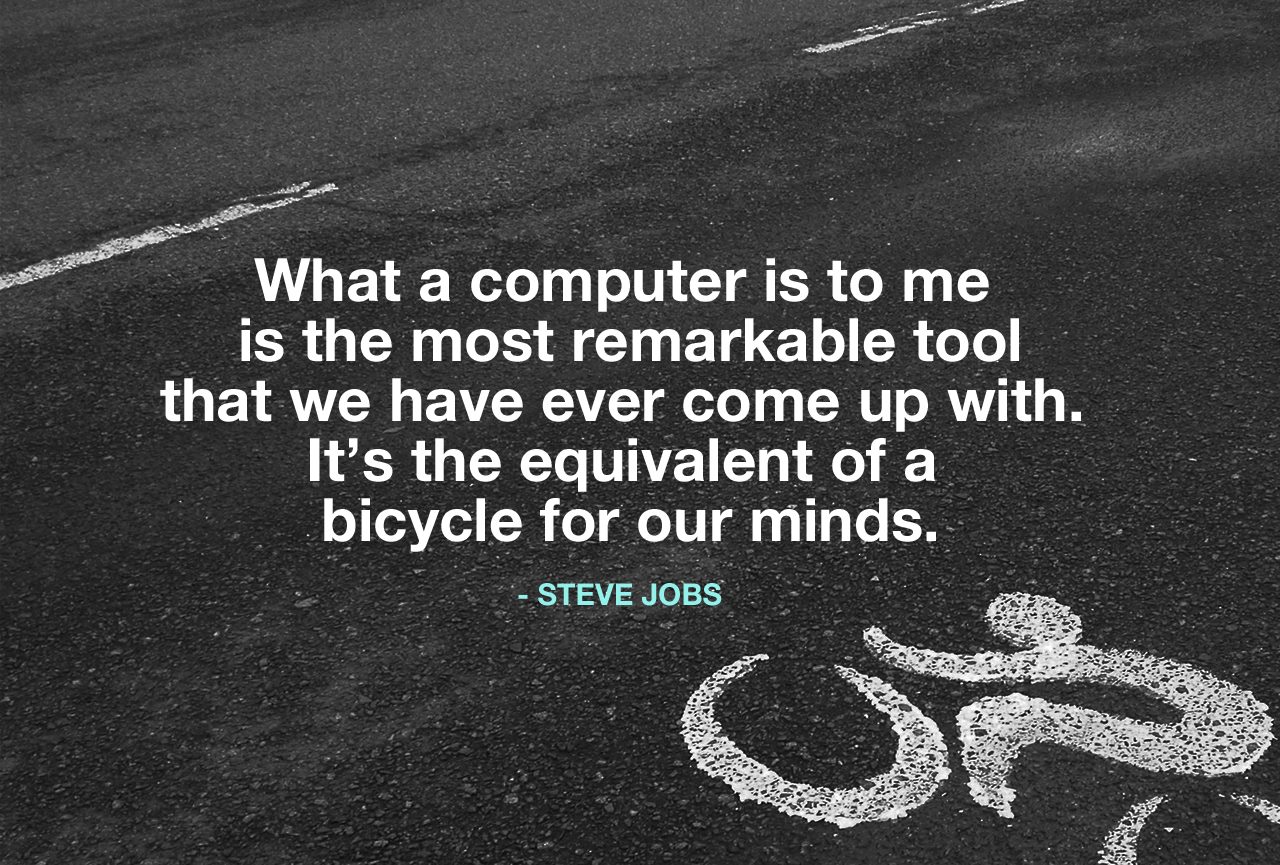 What a computer is to me
is the most remarkable tool
that we have ever come up with.
It’s the equivalent of a
bicycle for our minds.
- STEVE JOBS